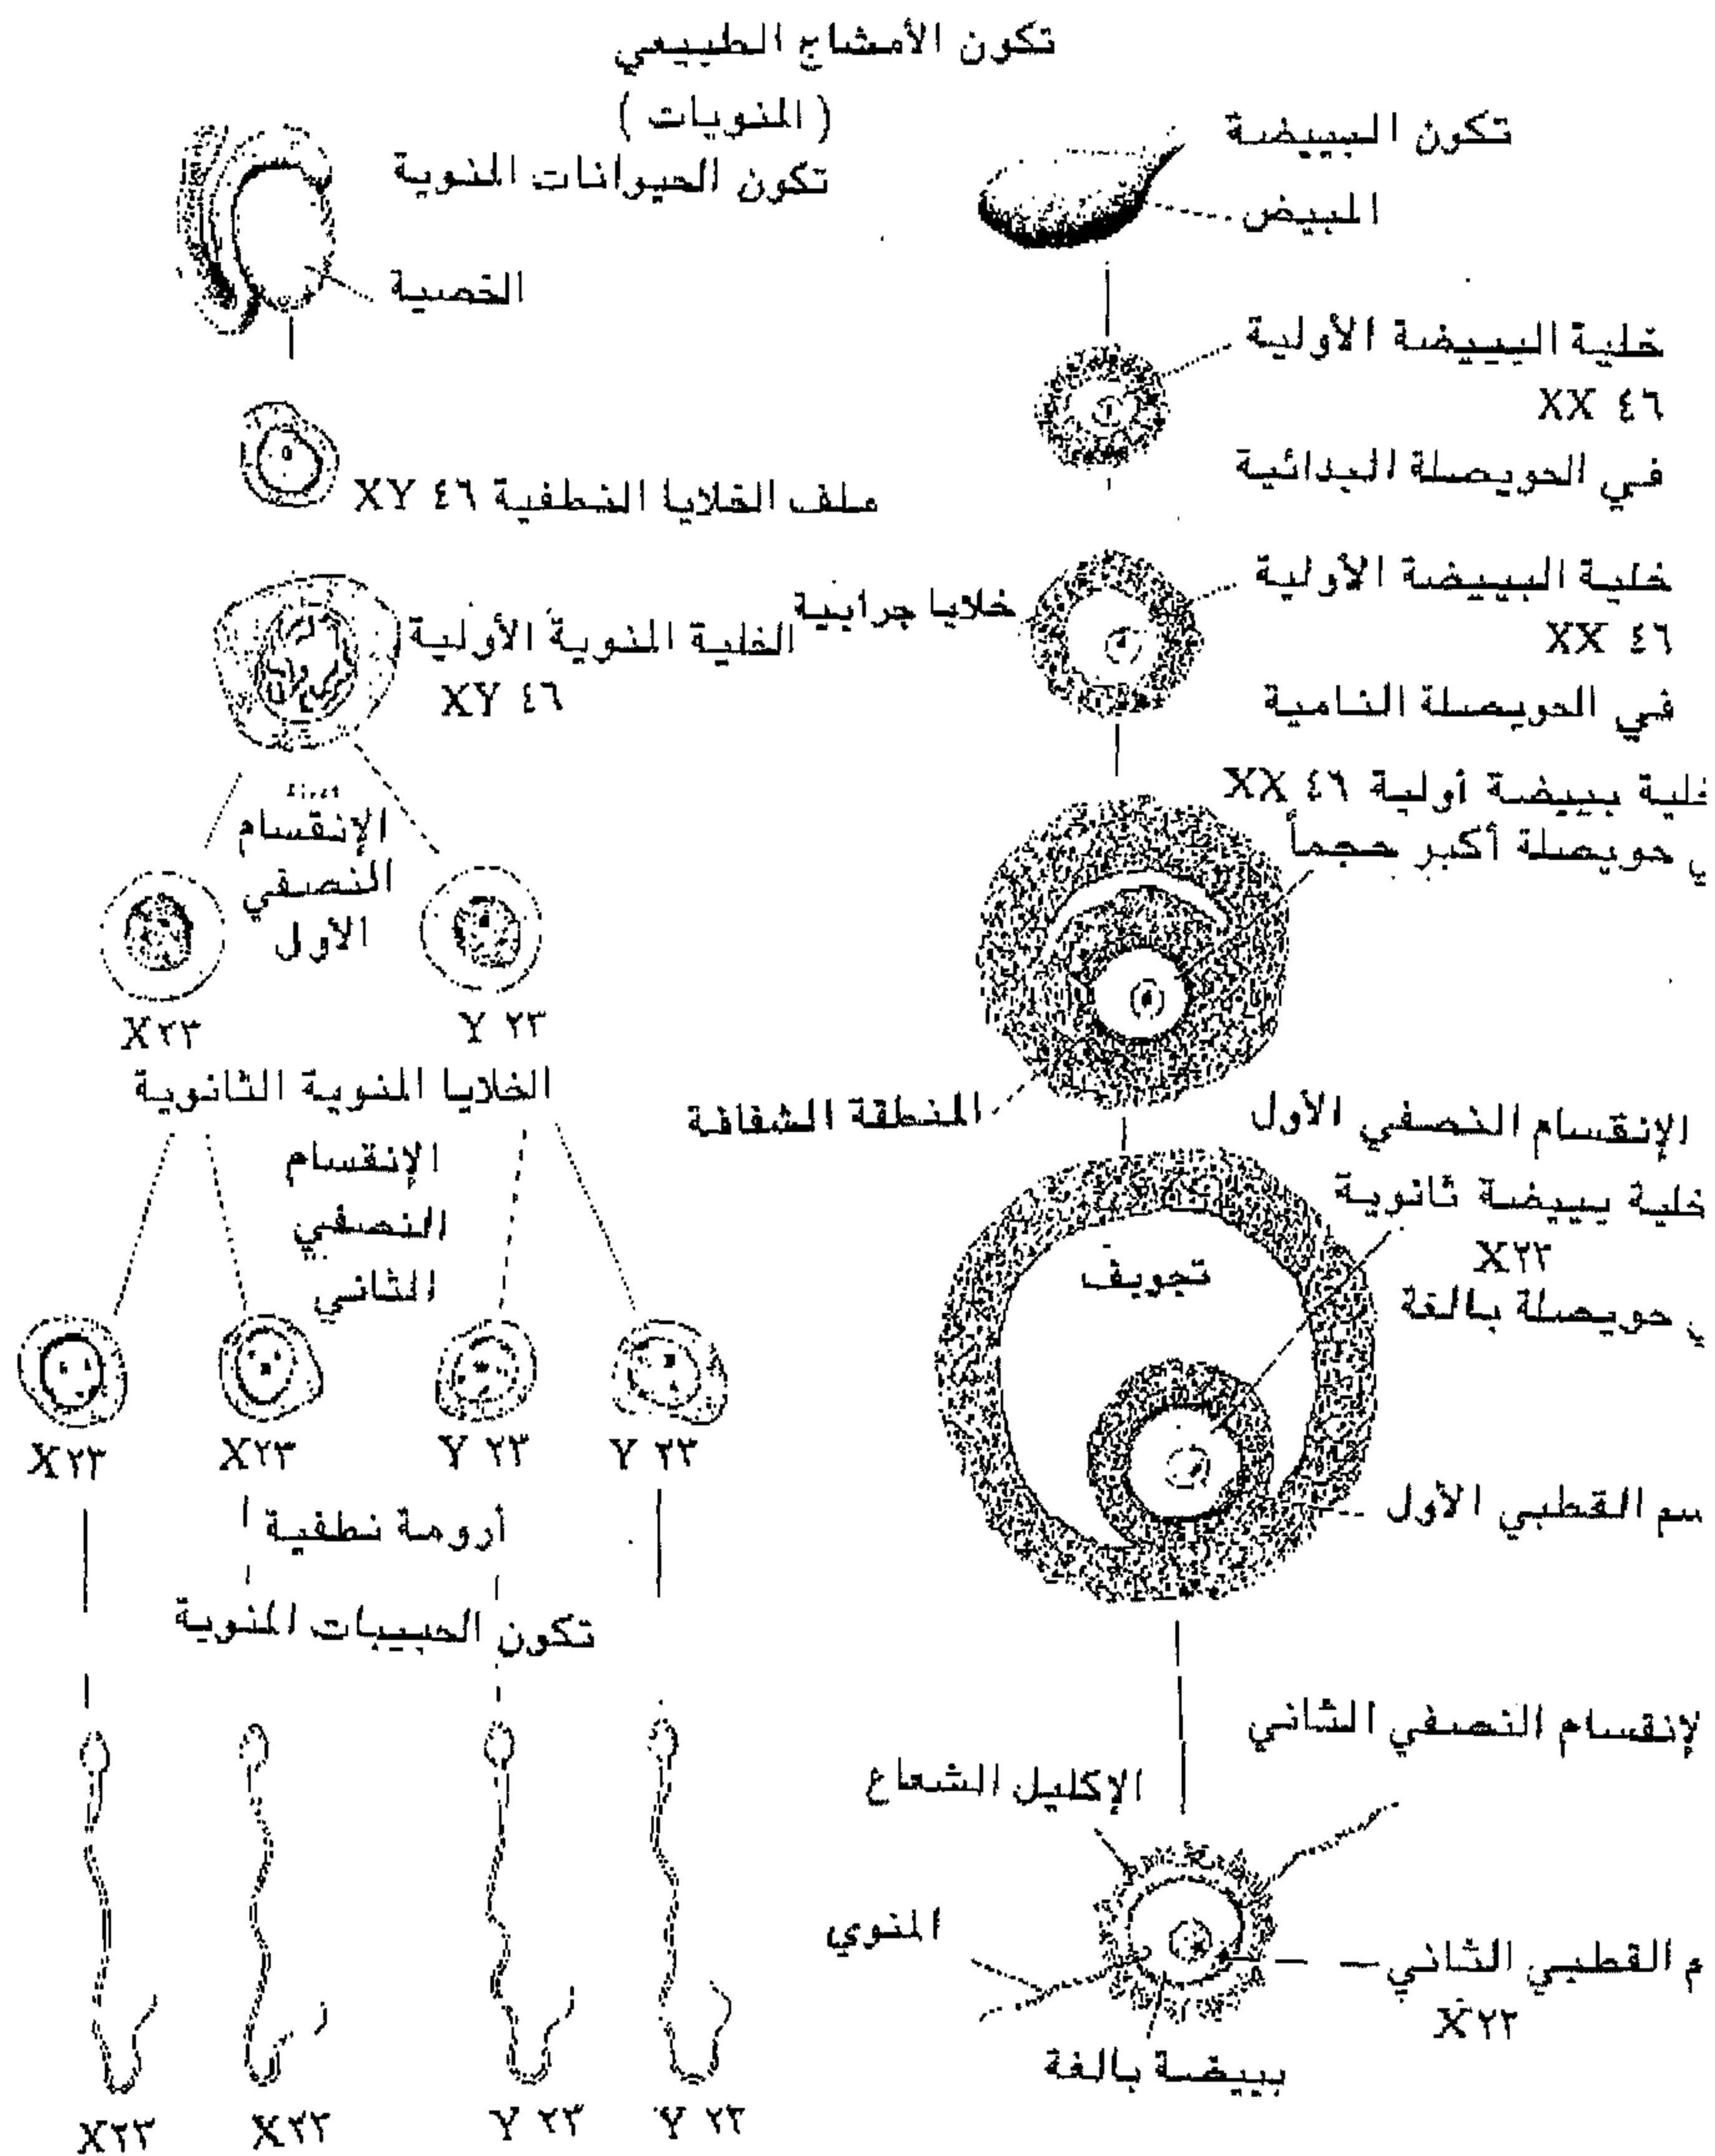 تكون الأمشاج الطبيعي
( المنويات )
تكون البييضة
المبيض
خلية البييضة الأولية
XX ٤٦
في الحويصلة البدائية
خلية البييضة الأولية
XX ٤٦
في الحويصلة النامية
خلايا جرابية
خلية بييضة أولية ٤٦ XX
حويصلة أكبر حجماً
المنطقة الشفافة
الإنقسام النصفي الأول
خلية بييضة ثانوية
X٢٣
حويصلة بالغة
تجويف
القطبي الأول
لإنقسام النصفي الثاني
الإكليل الشعاع
المنوي
القطبي الثاني
X٢٣
بييضة بالغة
تكون الحيوانات المنوية
الخصية
ملف الخلايا النطفية ٤٦ XY
الخلية المنوية الأولية
XY ٤٦
First
الإنقسام
النصفي
الأول
X٢٣
Y ٢٣
الخلايا المنوية الثانوية
الإنقسام
النصفي
الثاني
X٢٣
X٢٣
Y ٢٣
Y ٢٣
أرومة نطفية
تكون الحبيبات المنوية
X٢٣
X٢٣
Y ٢٣
Y ٢٣